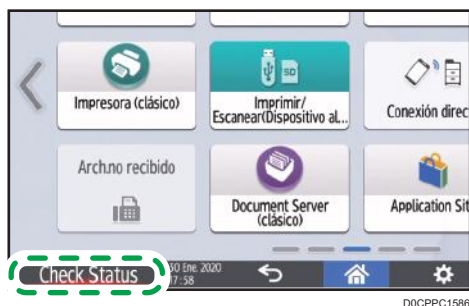 Impresora (clásico)
Imprimir/
Escanear(Dispositivo al...
Conexión direc
SD
Arch.no recibido
Document Server
(clásico)
Application Sit
Check Status
30 Ene. 2020
17:58
D0CPPC1586